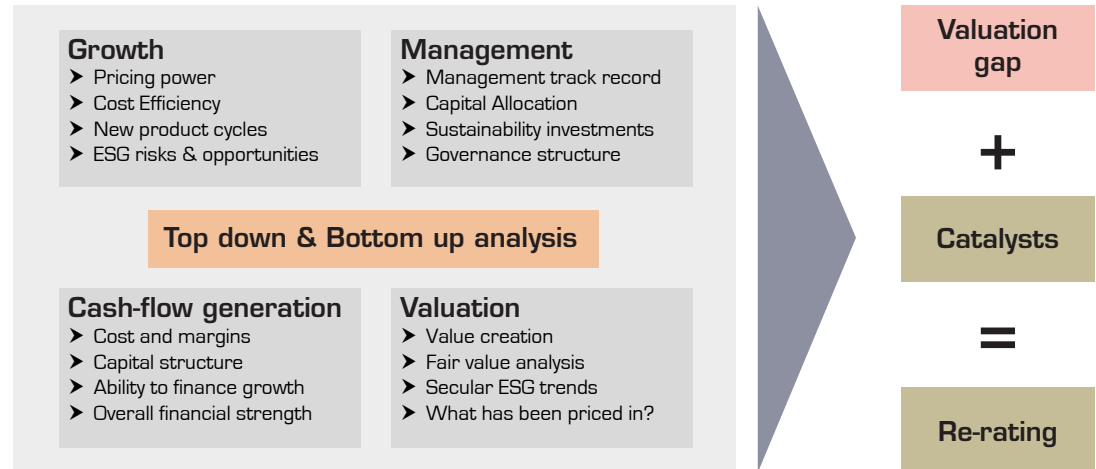 Growth
➤ Pricing power
➤ Cost Efficiency
➤ New product cycles
➤ ESG risks & opportunities
Management
➤ Management track record
➤ Capital Allocation
➤ Sustainability investments
➤ Governance structure
Top down & Bottom up analysis
Cash-flow generation
➤ Cost and margins
➤ Capital structure
➤ Ability to finance growth
➤ Overall financial strength
Valuation
➤ Value creation
➤ Fair value analysis
➤ Secular ESG trends
➤ What has been priced in?
Valuation
gap
+
Catalysts
=
Re-rating